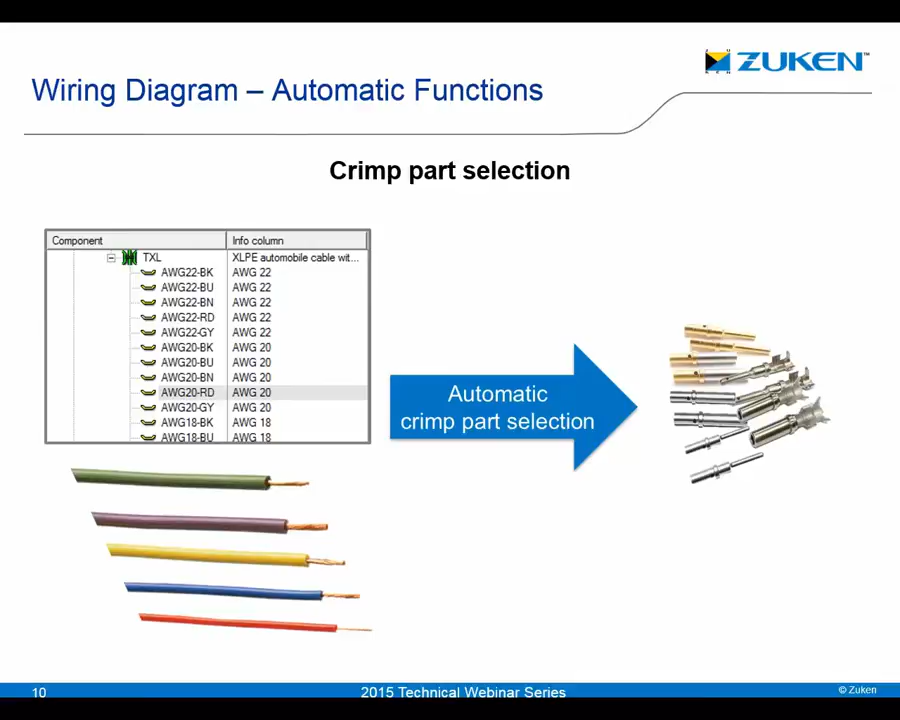 ZUKEN™
Wiring Diagram – Automatic Functions
Crimp part selection
Component Info column
TXL XLPE automobile cable wit...
AWG22-BK AWG 22
AWG22-BU AWG 22
AWG22-BN AWG 22
AWG22-RD AWG 22
AWG22-GY AWG 22
AWG20-BK AWG 20
AWG20-BU AWG 20
AWG20-BN AWG 20
AWG20-RD AWG 20
AWG20-GY AWG 20
AWG18-BK AWG 18
AWG18-BU AWG 18
Automatic
crimp part selection
10 2015 Technical Webinar Series © Zuken